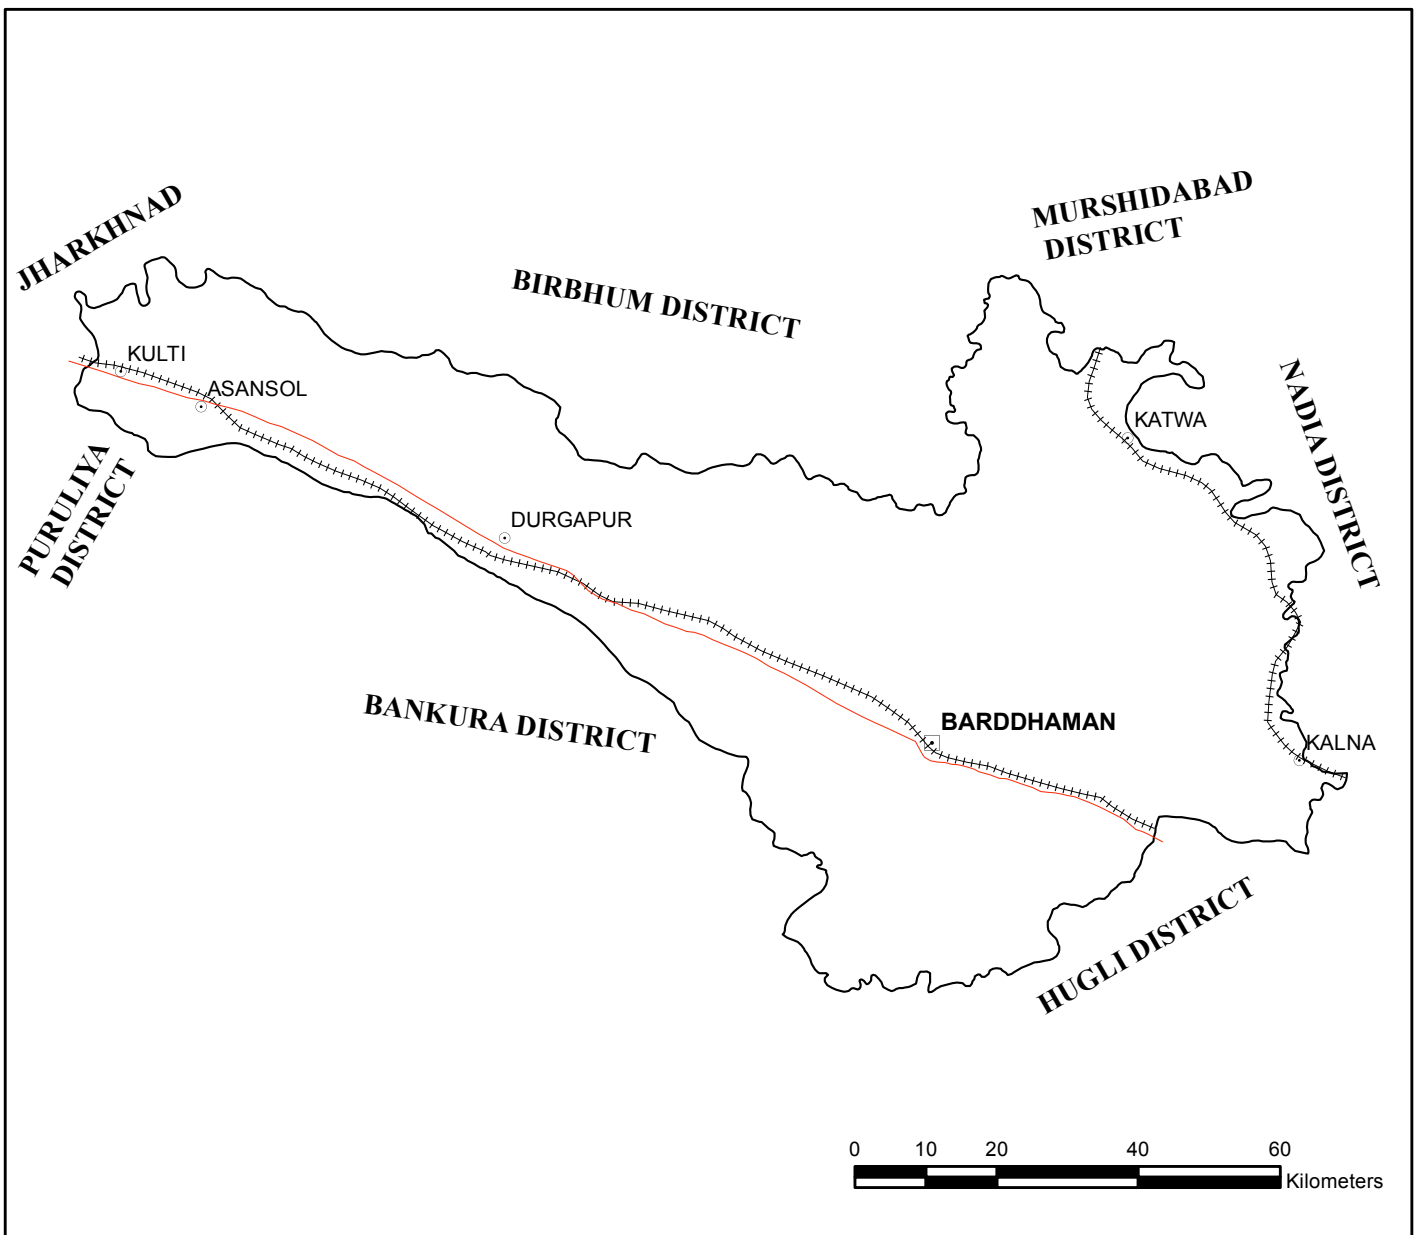 JHARKHNAD
MURSHIDABAD
DISTRICT
BIRBHUM DISTRICT
KULTI
ASANSOL
NADIA DISTRICT
KATWA
PURULIYA
DISTRICT
DURGAPUR
BANKURA DISTRICT
BARDDHAMAN
KALNA
HUGLI DISTRICT
0 10 20 40 60
Kilometers